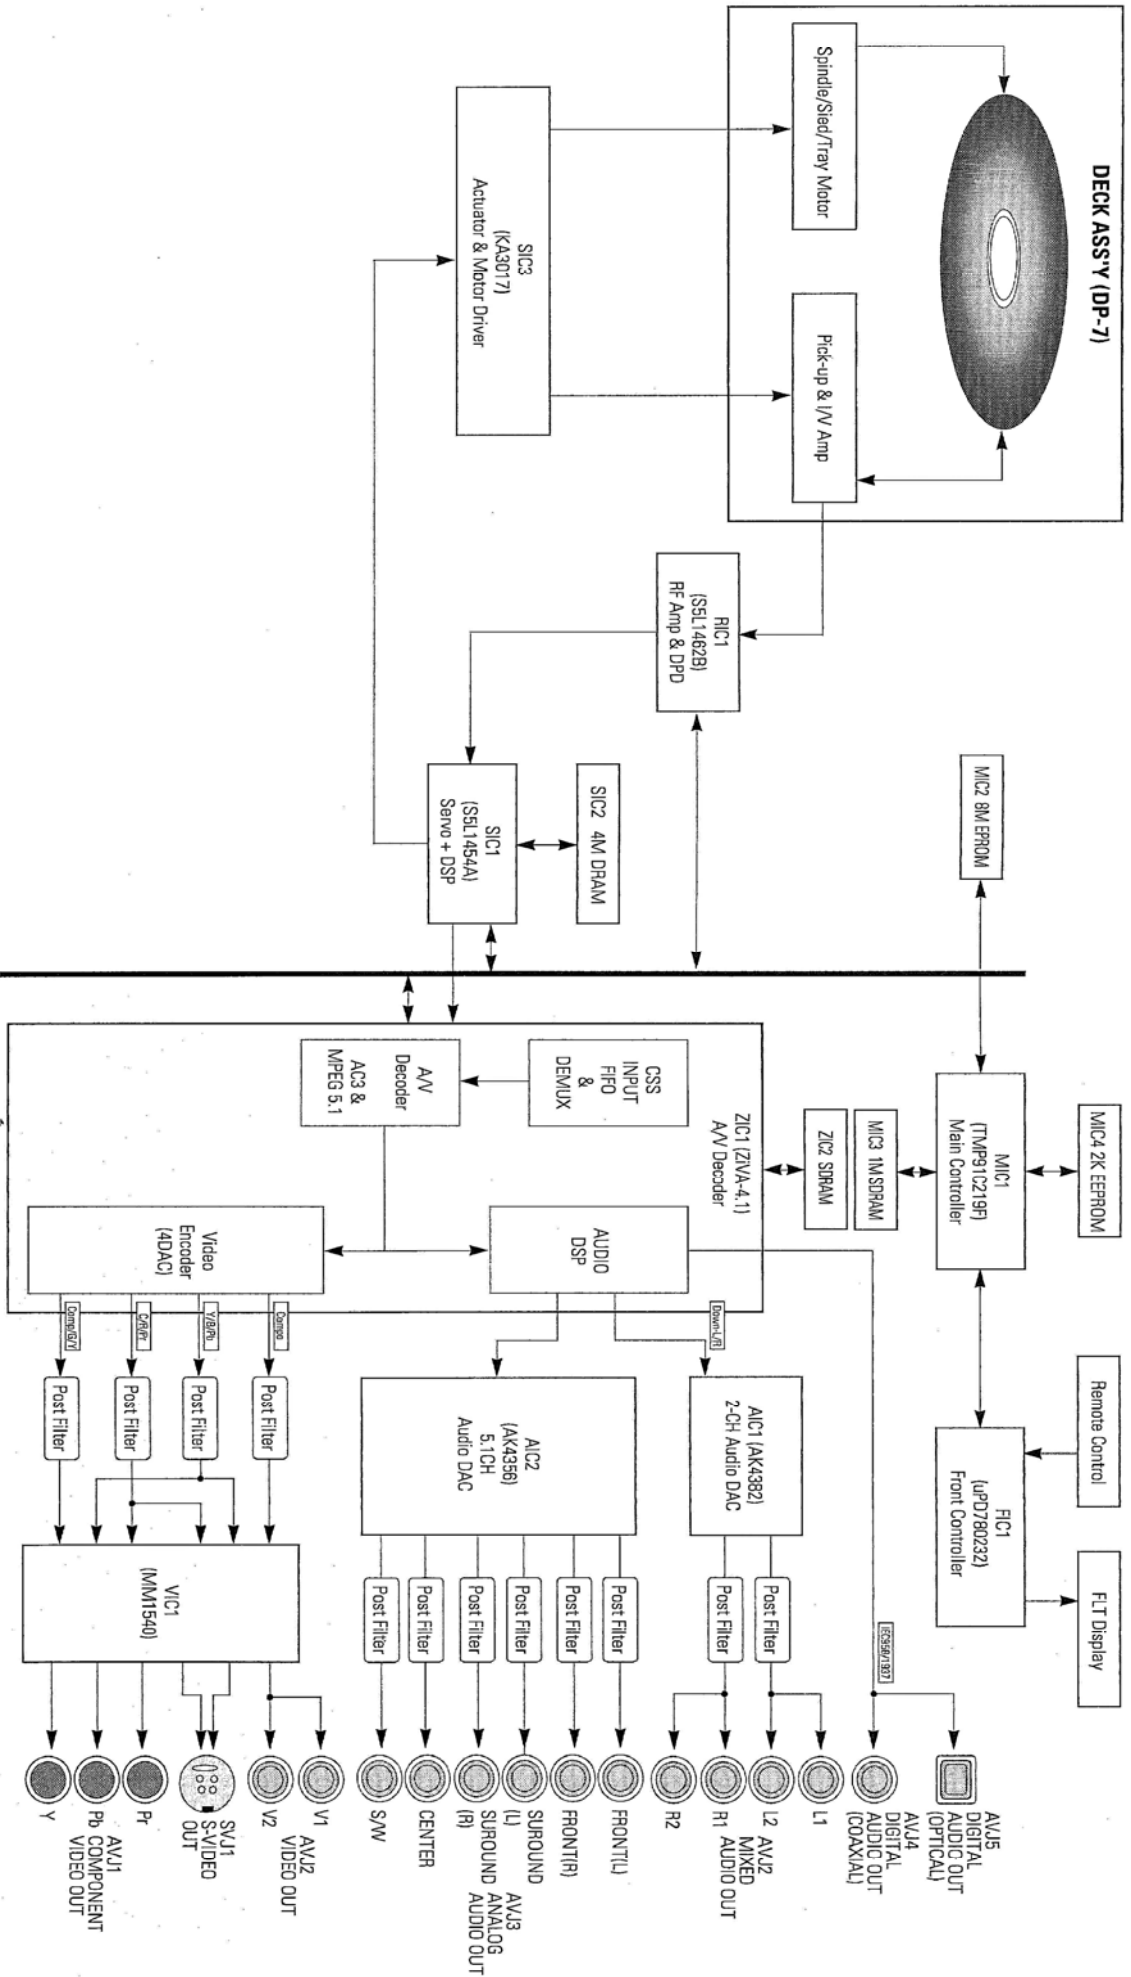 DECK ASS'Y (DP-7)
Spindle/Sled/Tray Motor
Pick-up & I/V Amp
SIC3
(KA3017)
Actuator & Motor Driver
RIC1
(S5L1462B)
RF Amp & DPD
SIC1
(S5L1454A)
Servo + DSP
SIC2 4M DRAM
MIC2 8M EPROM
MIC4 2K EEPROM
MIC1
(TMP91C219F)
Main Controller
MIC3 1M SDRAM
ZIC2 SDRAM
Remote Control
FLT Display
FIC1
(uPD780232)
Front Controller
ZIC1 (ZiVA-4.1)
A/V Decoder
CSS
INPUT
FIFO
&
DEMUX
A/V
Decoder
AC3 &
MPEG 5.1
AUDIO
DSP
Video
Encoder
(4DAC)
Down-L/R
IEC958/1937
Compo
Y/B/Pb
C/R/Pr
Comp/G/Y
AIC1 (AK4382)
2-CH Audio DAC
AIC2
(AK4356)
5.1CH
Audio DAC
Post Filter
Post Filter
Post Filter
Post Filter
Post Filter
Post Filter
Post Filter
Post Filter
Post Filter
Post Filter
Post Filter
Post Filter
VIC1
(MM1540)
AVJ5
DIGITAL
AUDIO OUT
(OPTICAL)
AVJ4
DIGITAL
AUDIO OUT
(COAXIAL)
L1
L2
R1
R2
AVJ2
MIXED
AUDIO OUT
FRONT(L)
FRONT(R)
SUROUND
(L)
SUROUND
(R)
CENTER
S/W
AVJ3
ANALOG
AUDIO OUT
V1
V2
AVJ2
VIDEO OUT
SVJ1
S-VIDEO
OUT
Pr
Pb
Y
AVJ1
COMPONENT
VIDEO OUT